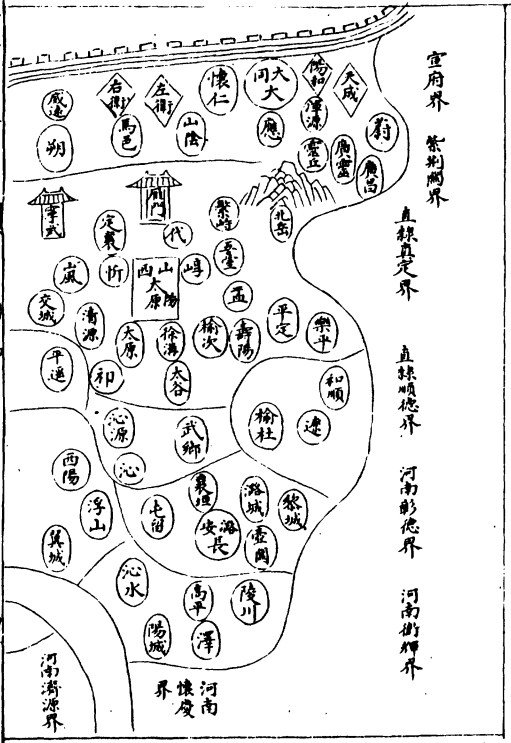 宣府界
紫荊關界
直隸真定界
直隸順德界
河南彰德界
河南衛輝界
河南懷慶界
河南濟源界
天成
陽和
大同
大
懷仁
左衛
右衛
威遠
蔚
渾源
應
山陰
馬邑
朔
廣昌
廣靈
靈丘
北岳
繁峙
鴈門
寧武
代
定襄
五臺
崞
山西
太原
陽
忻
嵐
盂
交城
清源
太原
徐溝
榆次
壽陽
平定
樂平
平遥
祁
太谷
和順
遼
榆社
武鄉
沁源
沁
襄垣
潞城
黎城
屯留
潞安
長
壺關
浮山
翼城
沁水
高平
陵川
陽城
澤